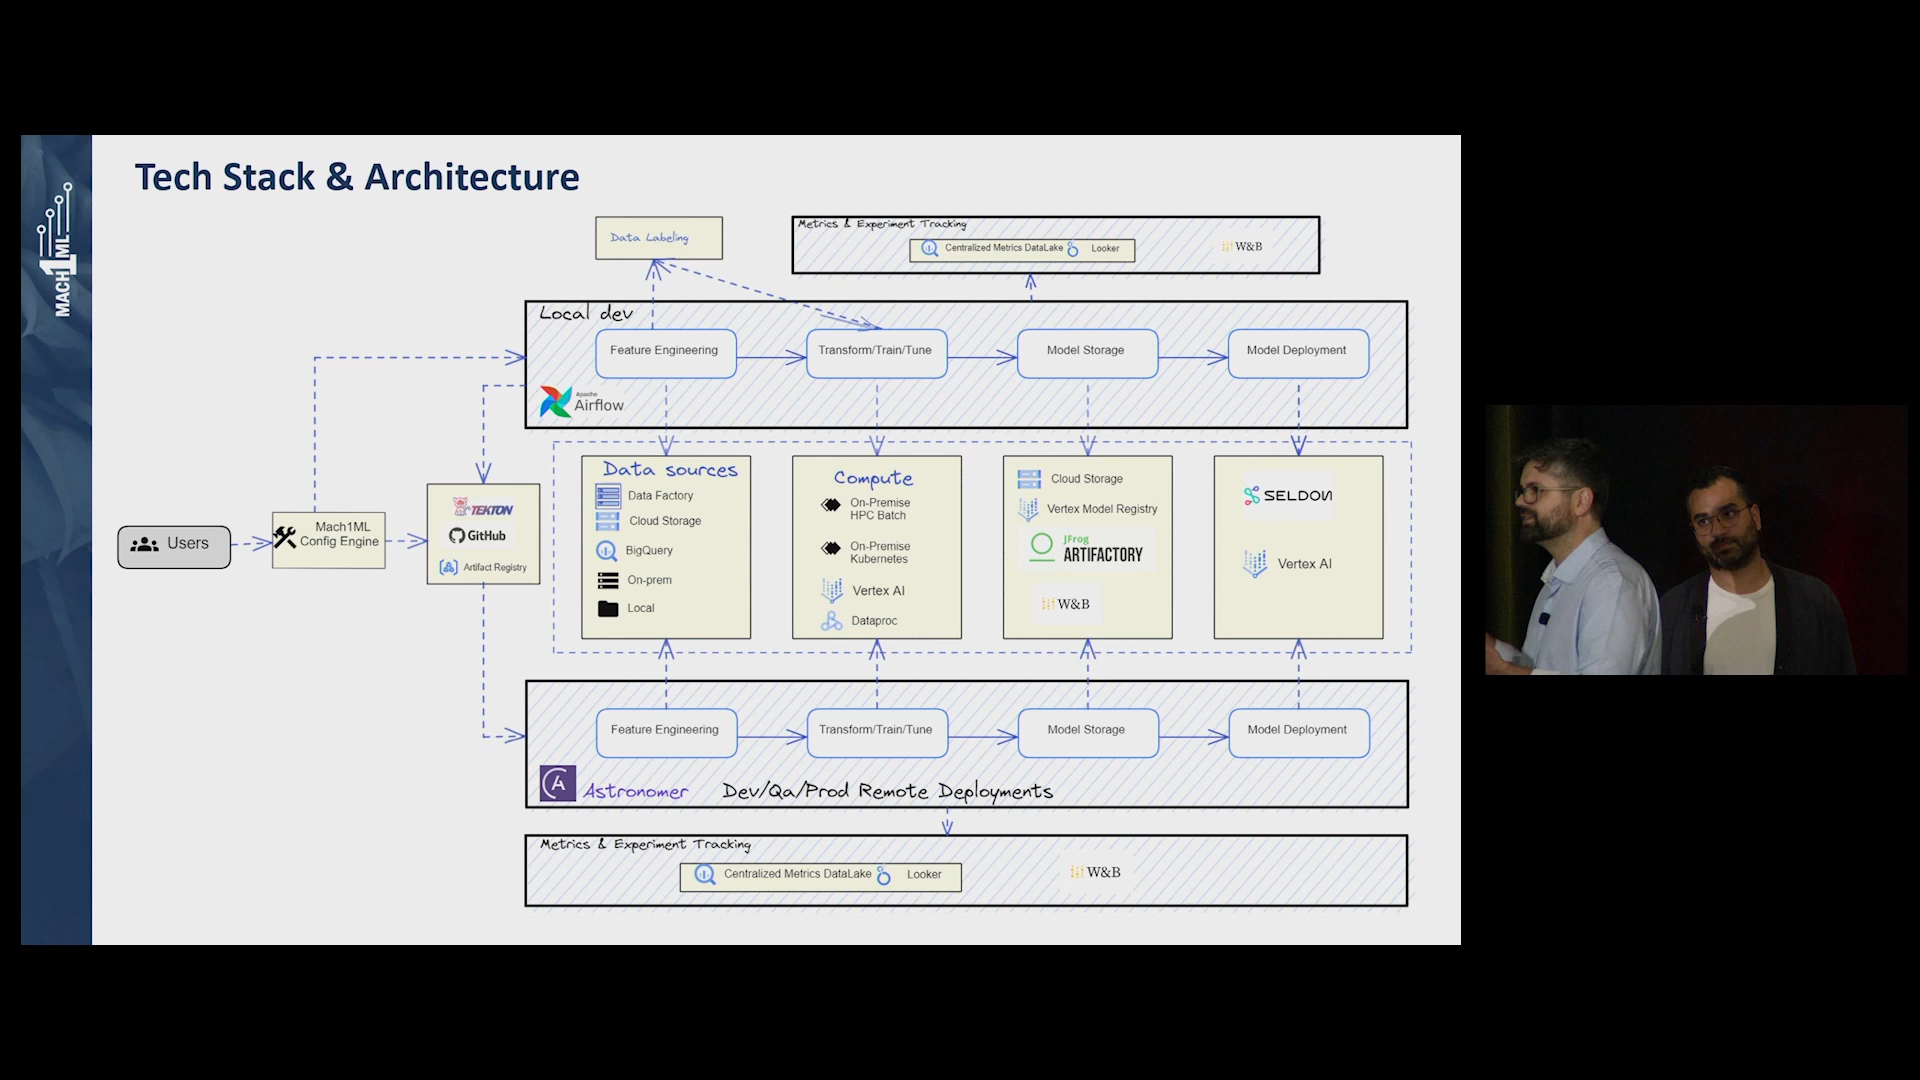 Tech Stack & Architecture
MACH1ML
Data Labeling
Metrics & Experiment Tracking
Centralized Metrics DataLake
Looker
W&B
Local dev
Feature Engineering
Transform/Train/Tune
Model Storage
Model Deployment
Apache
Airflow
Users
Mach1ML
Config Engine
TEKTON
GitHub
Artifact Registry
Data sources
Data Factory
Cloud Storage
BigQuery
On-prem
Local
Compute
On-Premise
HPC Batch
On-Premise
Kubernetes
Vertex AI
Dataproc
Cloud Storage
Vertex Model Registry
JFrog
ARTIFACTORY
W&B
SELDON
Vertex AI
Feature Engineering
Transform/Train/Tune
Model Storage
Model Deployment
Astronomer
Dev/Qa/Prod Remote Deployments
Metrics & Experiment Tracking
Centralized Metrics DataLake
Looker
W&B